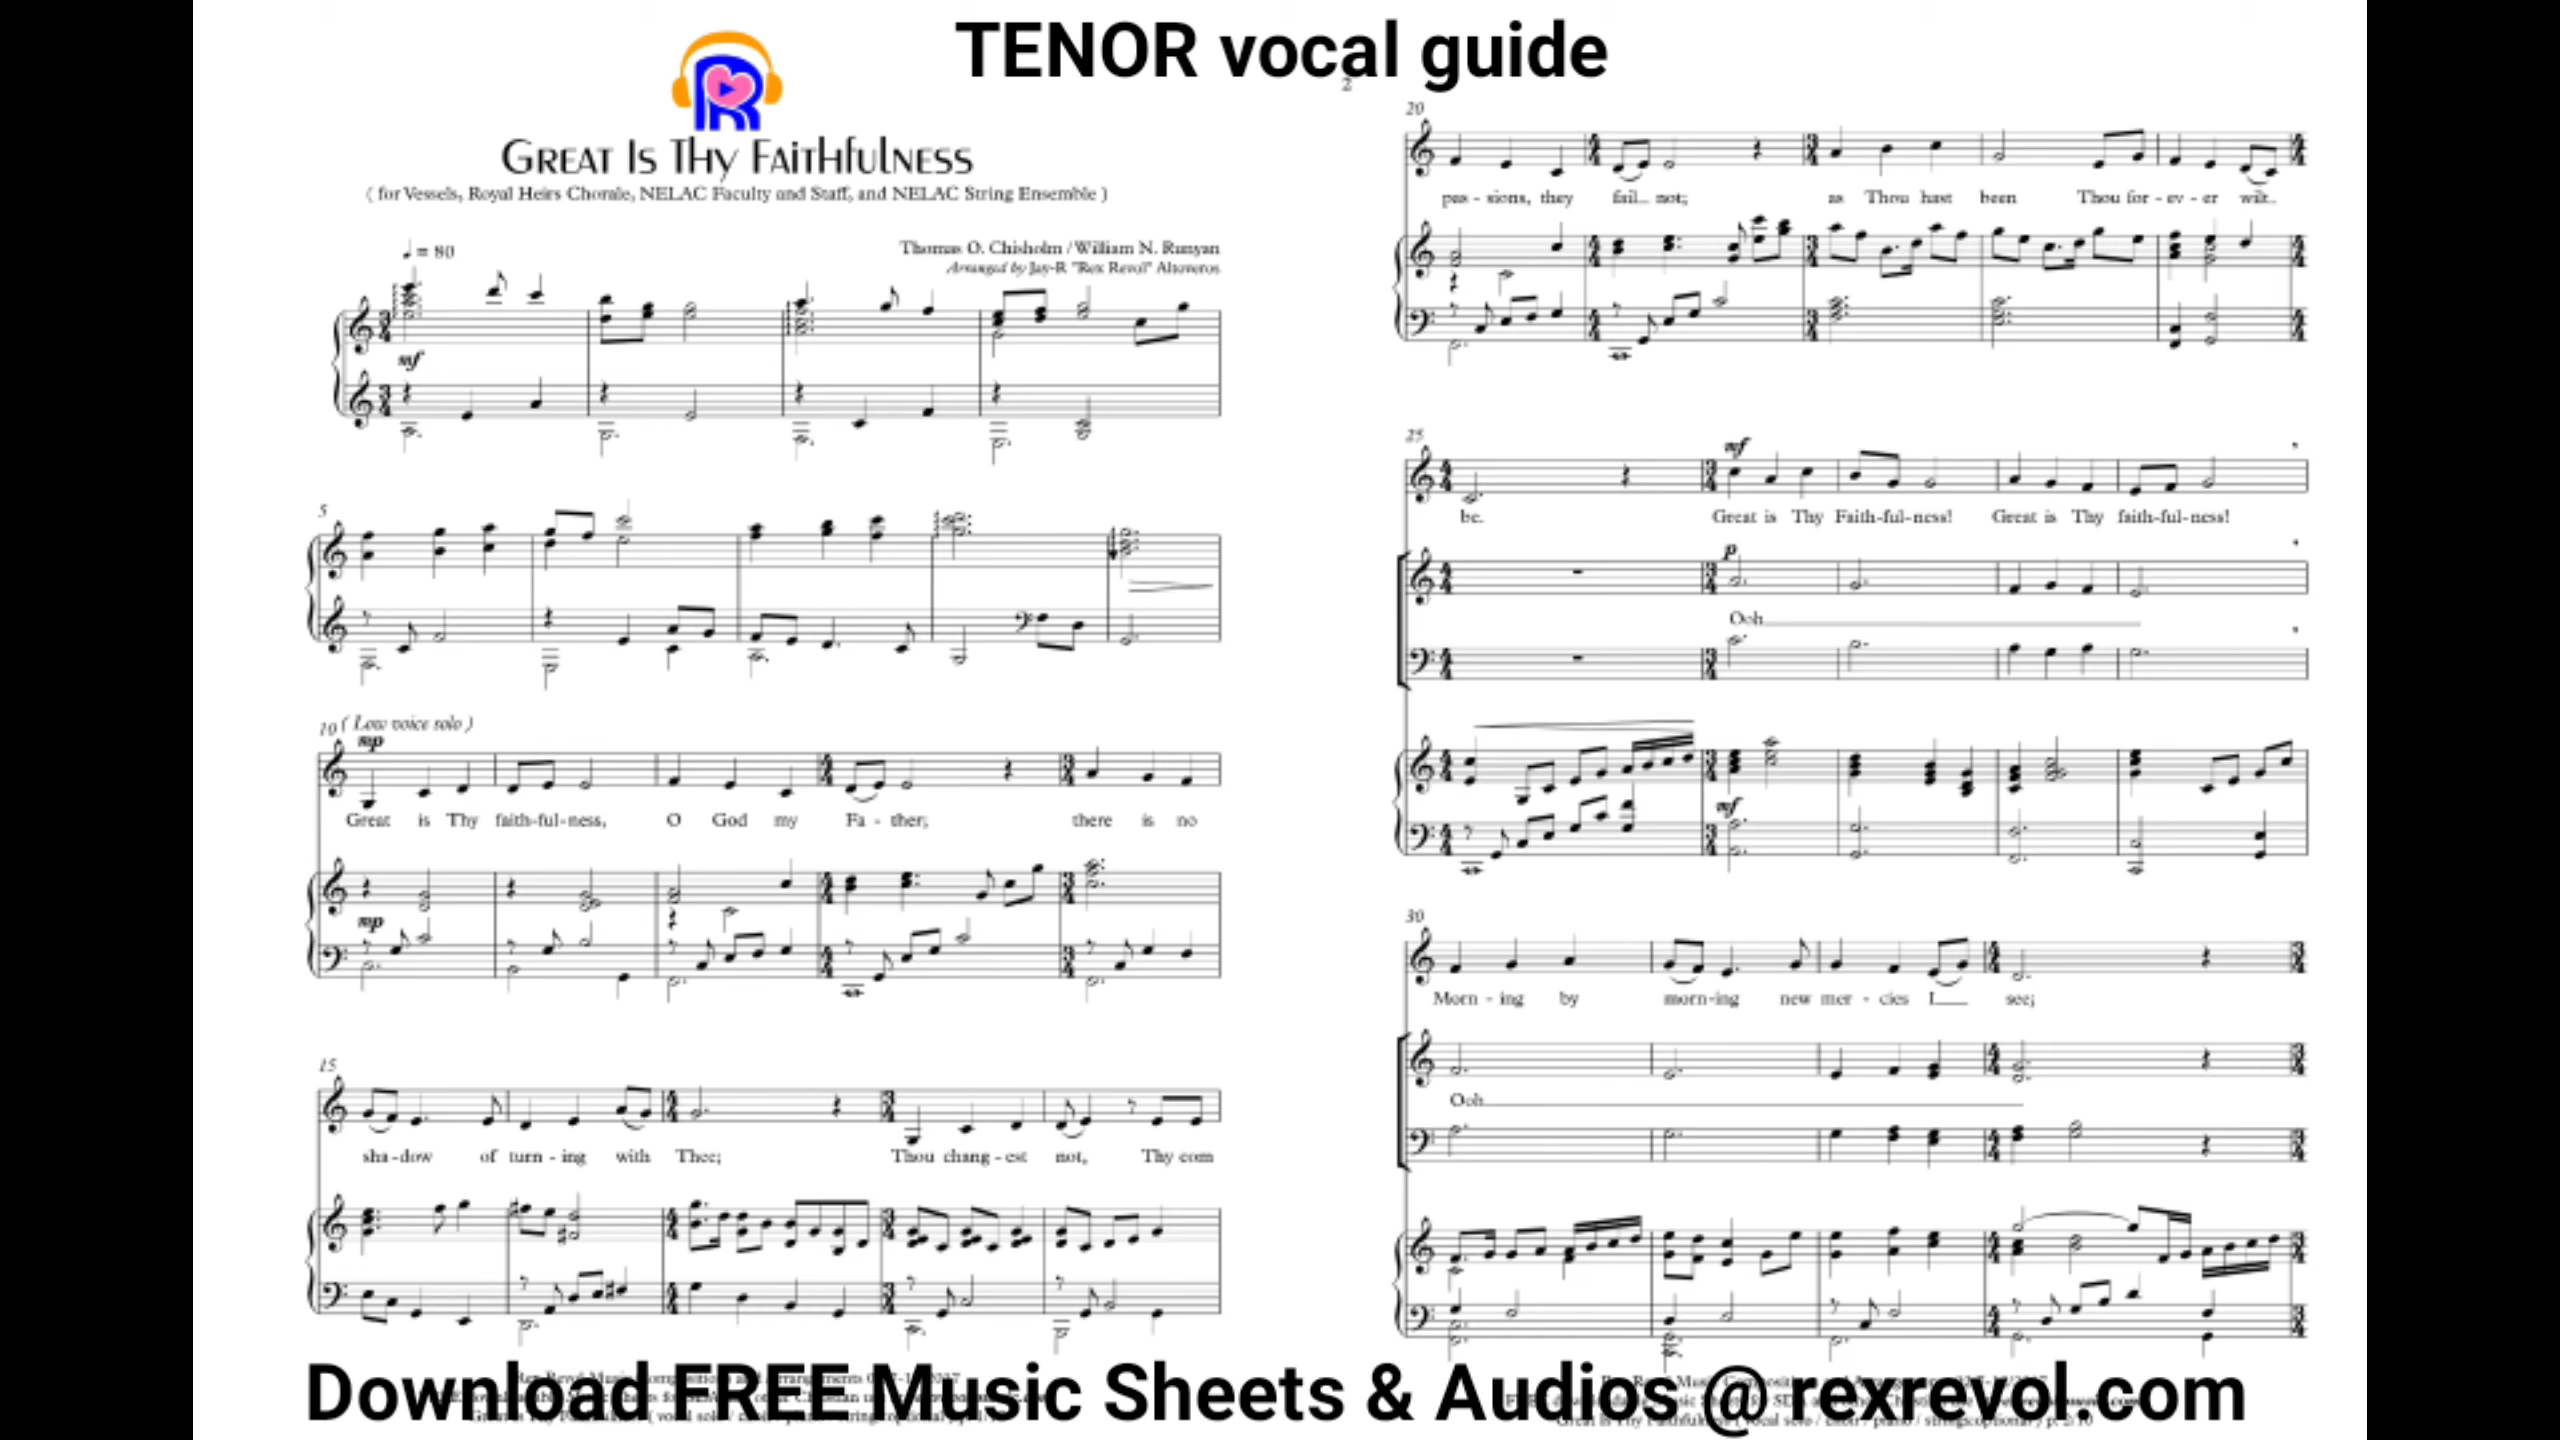 TENOR vocal guide
GREAT IS THY FAITHFULNESS
( for Vessels, Royal Heirs Chorale, NELAC Faculty and Staff, and NELAC String Ensemble )
♩ = 80
Thomas O. Chisholm / William N. Runyan
Arranged by Jay-R "Rex Revol" Altaveros
mf
5
10 ( Low voice solo )
mp
Great is Thy faith-ful-ness, O God my Fa - ther; there is no
mp
15
sha-dow of turn - ing with Thee; Thou chang-est not, Thy com
2
20
pas - sions, they fail not; as Thou hast been Thou for - ev - er wilt
25
mf
be. Great is Thy Faith-ful-ness! Great is Thy faith-ful-ness!
p
Ooh
mf
30
Morn - ing by morn-ing new mer - cies I see;
Ooh
Download FREE Music Sheets & Audios @ rexrevol.com